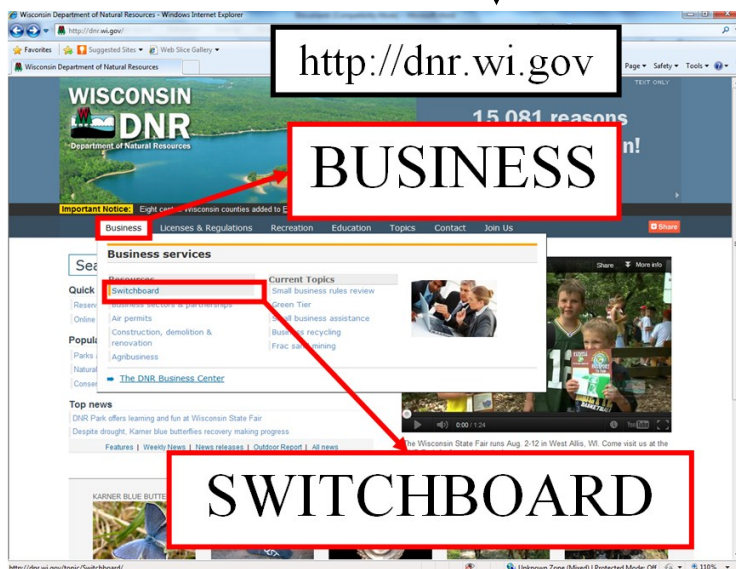 Wisconsin Department of Natural Resources - Windows Internet Explorer
http://dnr.wi.gov/
Favorites Suggested Sites Web Slice Gallery
Wisconsin Department of Natural Resources
Page Safety Tools
http://dnr.wi.gov
TEXT ONLY
WISCONSIN
DNR
Department of Natural Resources
15,081 reasons
n!
BUSINESS
Important Notice: Eight central Wisconsin counties added to
Business Licenses & Regulations Recreation Education Topics Contact Join Us
Share
Business services
Resources
Switchboard
Business sectors & partnerships
Air permits
Construction, demolition &
renovation
Agribusiness
Current Topics
Small business rules review
Green Tier
Small business assistance
Business recycling
Frac sand mining
The DNR Business Center
Sea
Quick
Reserv
Online
Popula
Parks
Natural
Conser
Share More info
0:00 / 1:24
YouTube
Top news
DNR Park offers learning and fun at Wisconsin State Fair
Despite drought, Karner blue butterflies recovery making progress
Features | Weekly News | News releases | Outdoor Report | All news
The Wisconsin State Fair runs Aug. 2-12 in West Allis, WI. Come visit us at the
SWITCHBOARD
KARNER BLUE BUTTE
http://dnr.wi.gov/topic/Switchboard/
Unknown Zone (Mixed) | Protected Mode: Off
110%